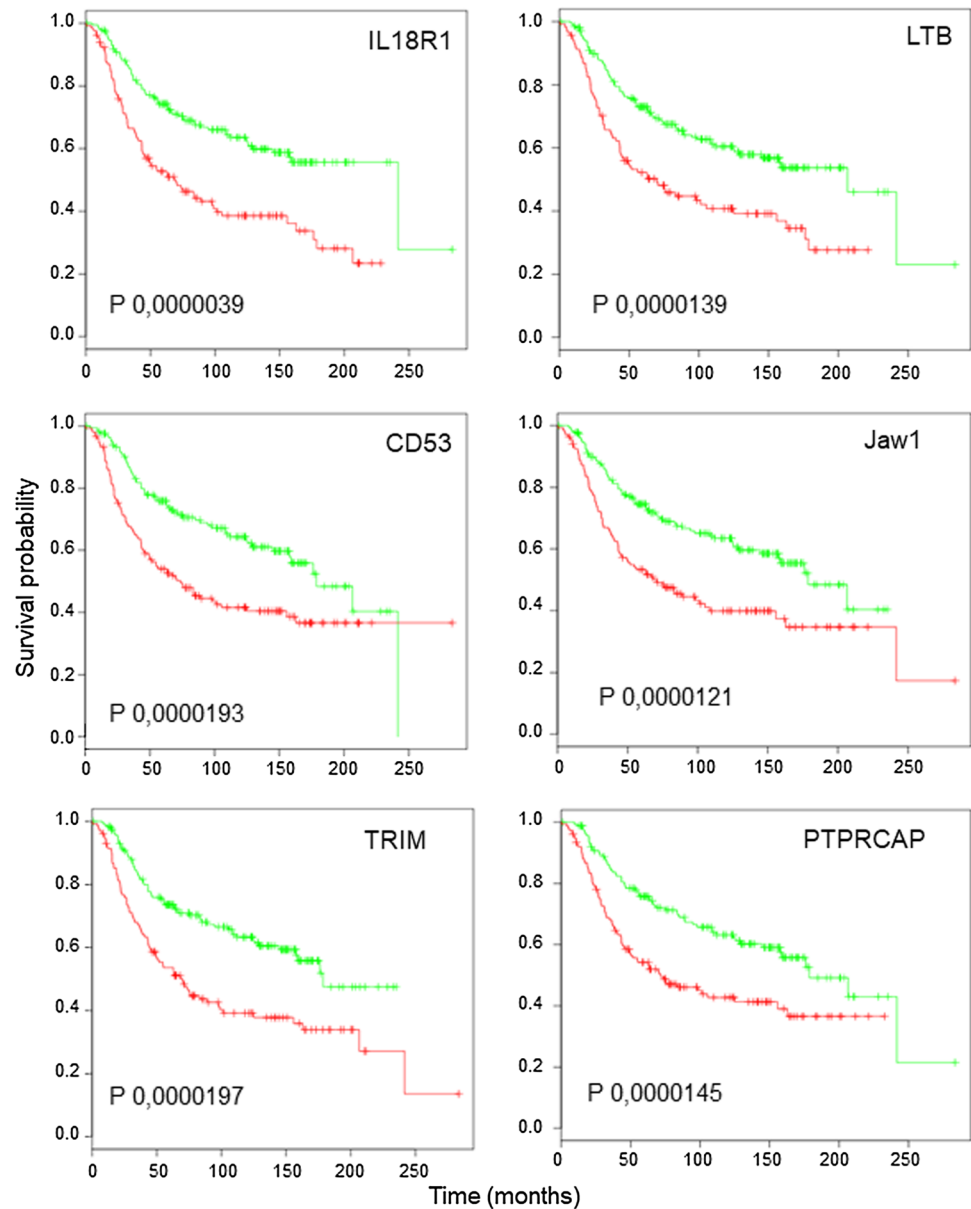 IL18R1
1.0
0.8
0.6
0.4
0.2
0.0
P 0,0000039
0 50 100 150 200 250
LTB
1.0
0.8
0.6
0.4
0.2
0.0
P 0,0000139
0 50 100 150 200 250
Survival probability
CD53
1.0
0.8
0.6
0.4
0.2
0.0
P 0,0000193
0 50 100 150 200 250
Jaw1
1.0
0.8
0.6
0.4
0.2
0.0
P 0,0000121
0 50 100 150 200 250
TRIM
1.0
0.8
0.6
0.4
0.2
0.0
P 0,0000197
0 50 100 150 200 250
PTPRCAP
1.0
0.8
0.6
0.4
0.2
0.0
P 0,0000145
0 50 100 150 200 250
Time (months)